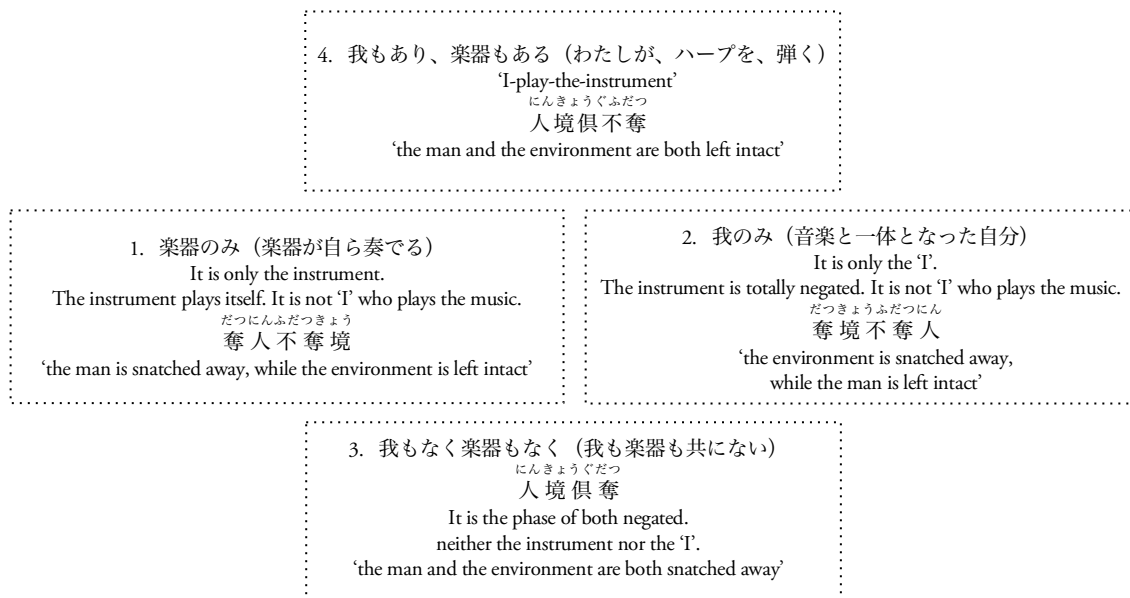 4. 我もあり、楽器もある（わたしが、ハープを、弾く）
‘I-play-the-instrument’
にんきょうぐふだつ
人境倶不奪
‘the man and the environment are both left intact’
1. 楽器のみ（楽器が自ら奏でる）
It is only the instrument.
The instrument plays itself. It is not ‘I’ who plays the music.
だつにんふだつきょう
奪人不奪境
‘the man is snatched away, while the environment is left intact’
2. 我のみ（音楽と一体となった自分）
It is only the ‘I’.
The instrument is totally negated. It is not ‘I’ who plays the music.
だつきょうふだつにん
奪境不奪人
‘the environment is snatched away,
while the man is left intact’
3. 我もなく楽器もなく（我も楽器も共にない）
にんきょうぐだつ
人境倶奪
It is the phase of both negated.
neither the instrument nor the ‘I’.
‘the man and the environment are both snatched away’